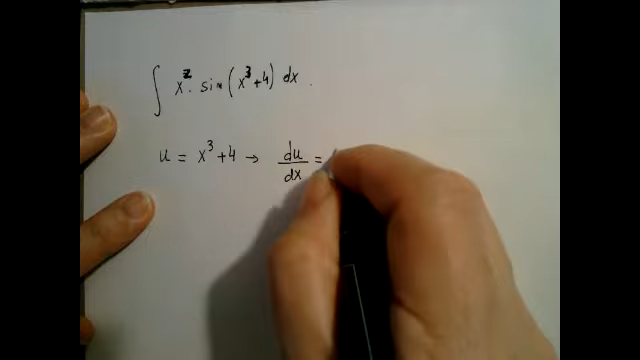 ∫ x². sin(x³+4) dx.
u = x³+4 → du/dx =